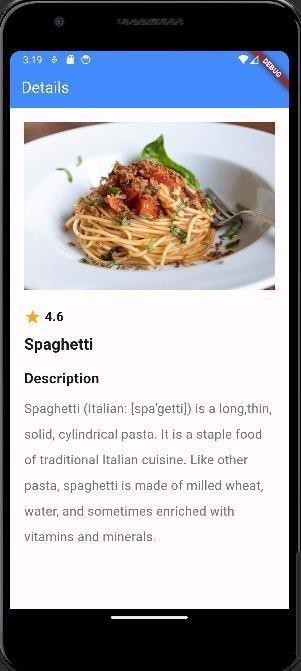 3:19
DEBUG
Details
4.6
Spaghetti
Description
Spaghetti (Italian: [spa'getti]) is a long,thin,
solid, cylindrical pasta. It is a staple food
of traditional Italian cuisine. Like other
pasta, spaghetti is made of milled wheat,
water, and sometimes enriched with
vitamins and minerals.